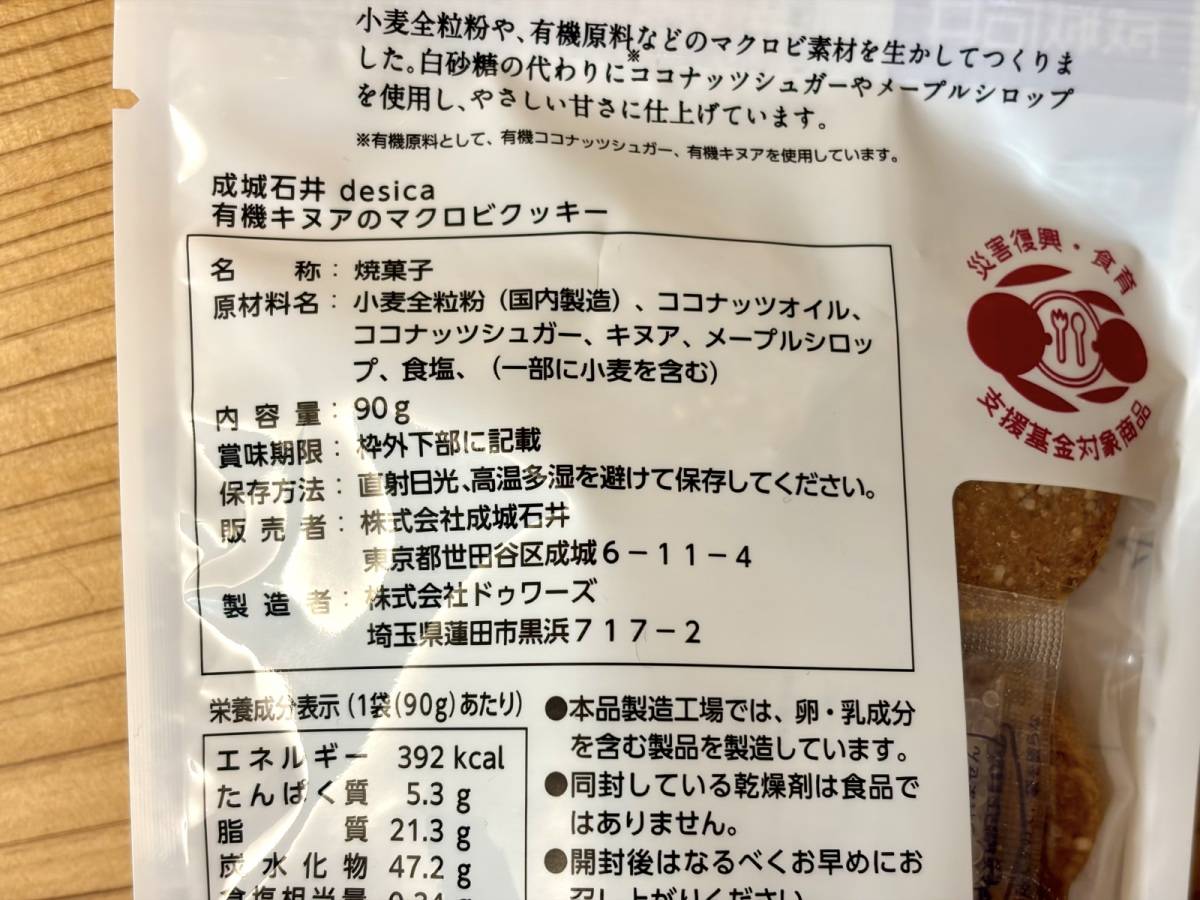 小麦全粒粉や、有機原料などのマクロビ素材を生かしてつくりま
した。白砂糖の代わりに※ココナッツシュガーやメープルシロップ
を使用し、やさしい甘さに仕上げています。
※有機原料として、有機ココナッツシュガー、有機キヌアを使用しています。
成城石井 desica
有機キヌアのマクロビクッキー
名称：焼菓子
原材料名：小麦全粒粉（国内製造）、ココナッツオイル、
ココナッツシュガー、キヌア、メープルシロッ
プ、食塩、（一部に小麦を含む）
内容量：90g
賞味期限：枠外下部に記載
保存方法：直射日光、高温多湿を避けて保存してください。
販売者：株式会社成城石井
東京都世田谷区成城６－１１－４
製造者：株式会社ドゥワーズ
埼玉県蓮田市黒浜７１７－２
災害復興・食育
支援基金対象商品
栄養成分表示（1袋(90g)あたり）
エネルギー 392 kcal
たんぱく質 5.3 g
脂質 21.3 g
炭水化物 47.2 g
食塩相当量 0.34 g
●本品製造工場では、卵・乳成分
を含む製品を製造しています。
●同封している乾燥剤は食品で
はありません。
●開封後はなるべくお早めにお
召し上がりください